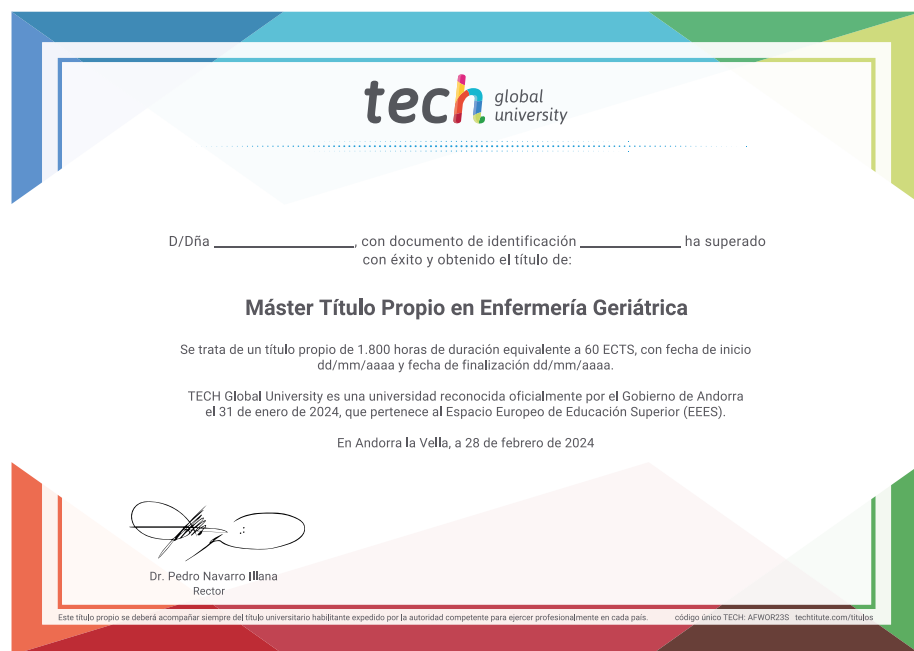 tech global university
D/Dña ______________, con documento de identificación __________ ha superado
con éxito y obtenido el título de:
Máster Título Propio en Enfermería Geriátrica
Se trata de un título propio de 1.800 horas de duración equivalente a 60 ECTS, con fecha de inicio
dd/mm/aaaa y fecha de finalización dd/mm/aaaa.
TECH Global University es una universidad reconocida oficialmente por el Gobierno de Andorra
el 31 de enero de 2024, que pertenece al Espacio Europeo de Educación Superior (EEES).
En Andorra la Vella, a 28 de febrero de 2024
Dr. Pedro Navarro Illana
Rector
Este título propio se deberá acompañar siempre del título universitario habilitante expedido por la autoridad competente para ejercer profesionalmente en cada país. código único TECH: AFWOR23S techtitute.com/titulos